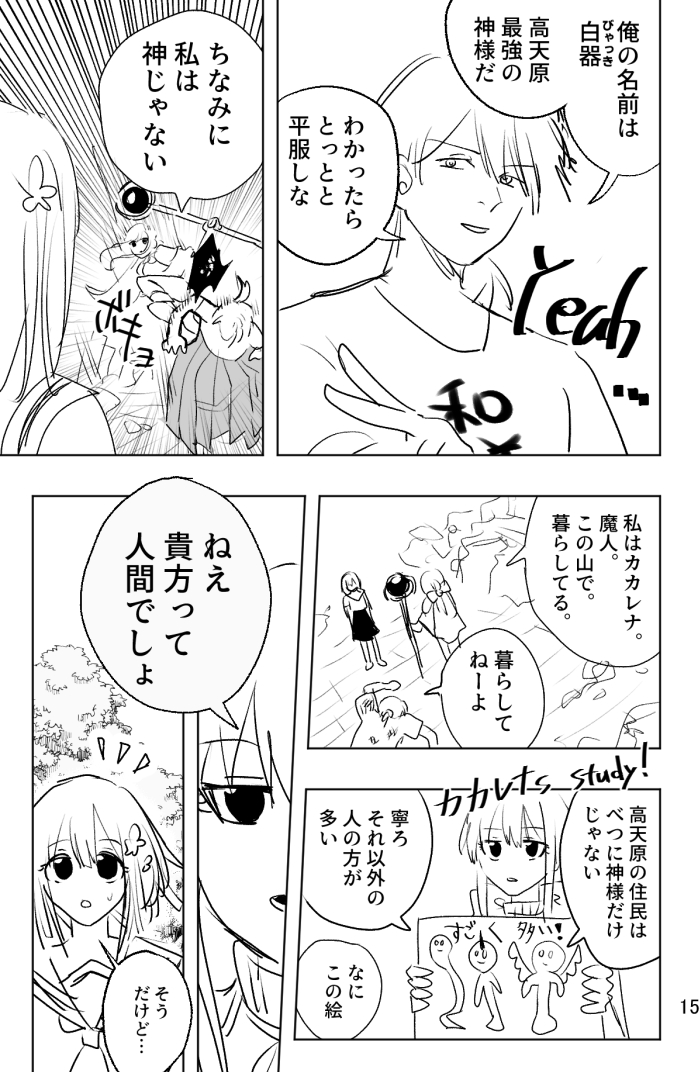 俺の名前は
白器
びゃっき
高天原
最強の
神様だ
わかったら
とっとと
平服しな
Yeah
和
ちなみに
私は
神じゃない
ボキョ
私はカカレナ。
魔人。
この山で。
暮らしてる。
暮らして
ねーよ
ねえ
貴方って
人間でしょ
study!
高天原の住民は
べつに神様だけ
じゃない
寧ろ
それ以外の
人の方が
多い
すごく 多い!
なに
この絵
そう
だけど…
15